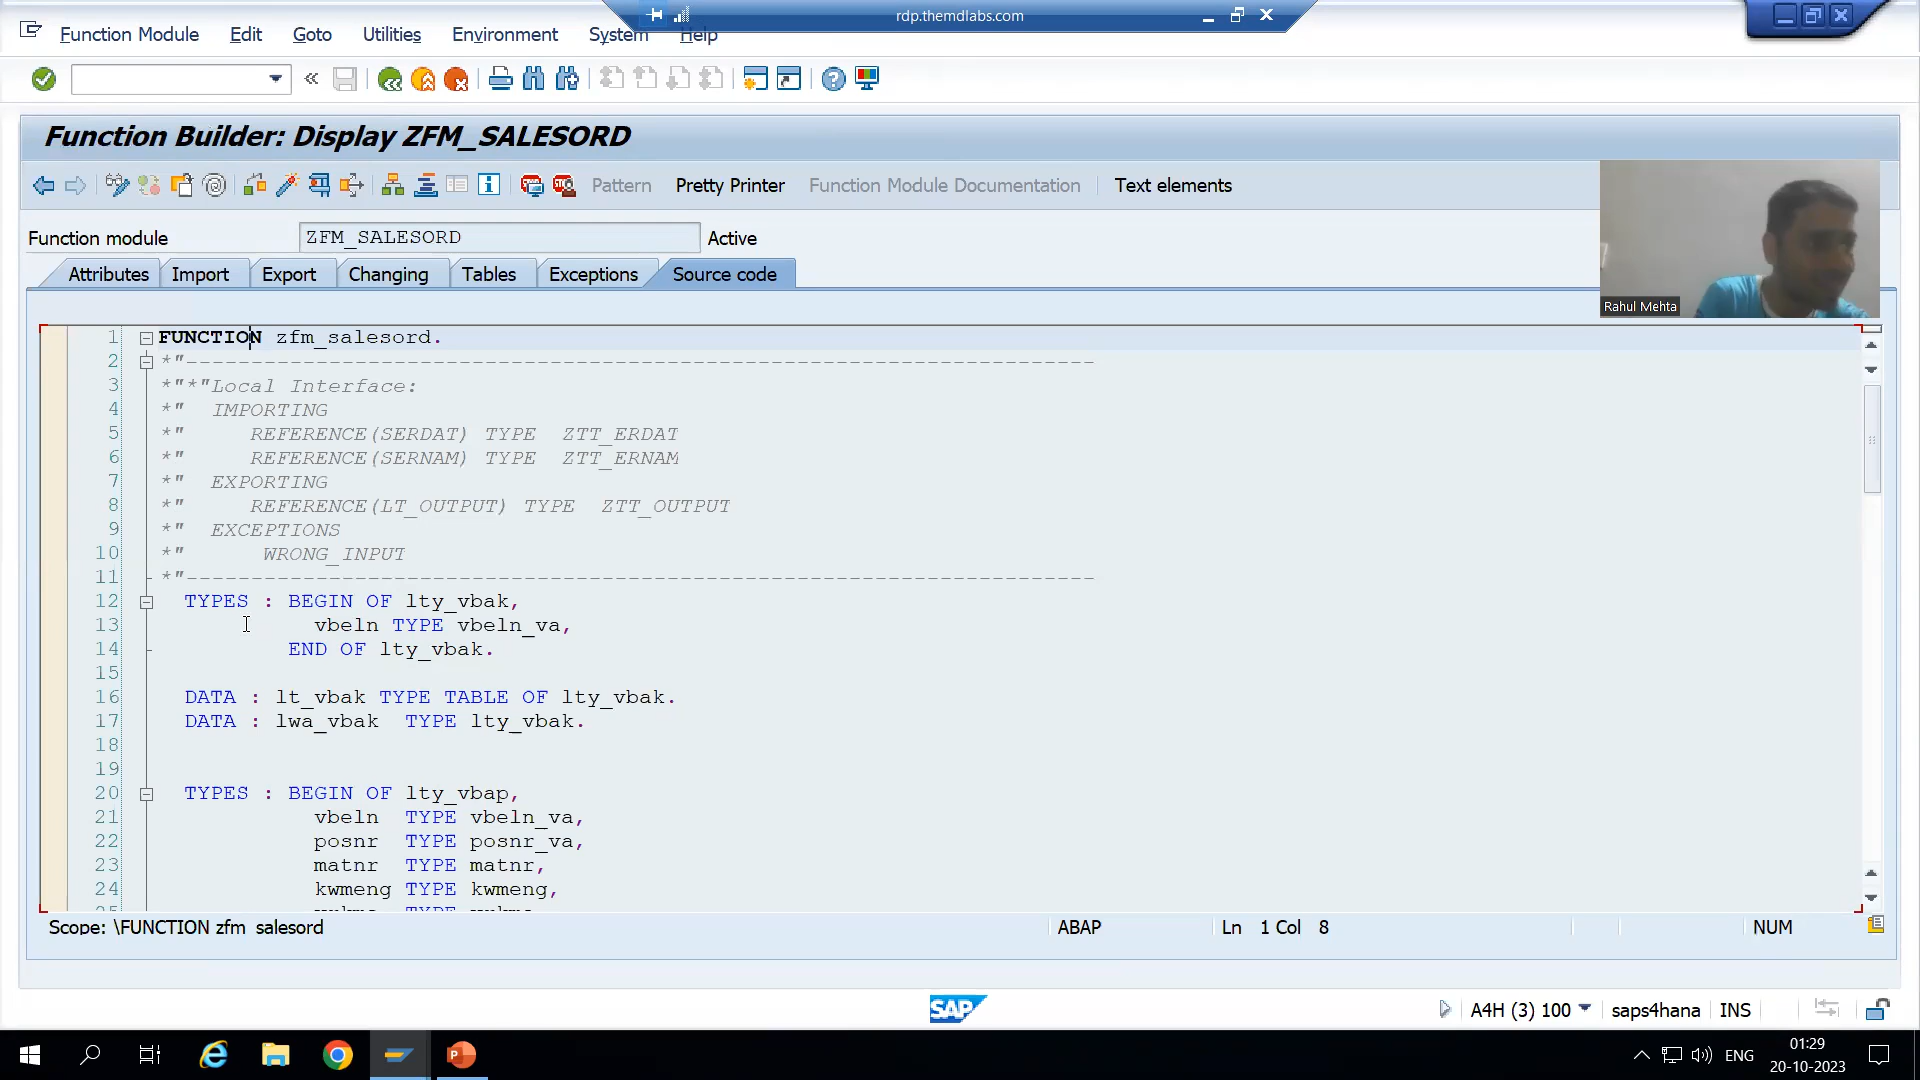 rdp.themdlabs.com
Function Module Edit Goto Utilities Environment System Help
Function Builder: Display ZFM_SALESORD
Pattern Pretty Printer Function Module Documentation Text elements
Function module ZFM_SALESORD Active
Attributes Import Export Changing Tables Exceptions Source code
Rahul Mehta
1 FUNCTION zfm_salesord.
2 *"----------------------------------------------------------------------
3 *"*"Local Interface:
4 *" IMPORTING
5 *" REFERENCE(SERDAT) TYPE ZTT_ERDAT
6 *" REFERENCE(SERNAM) TYPE ZTT_ERNAM
7 *" EXPORTING
8 *" REFERENCE(LT_OUTPUT) TYPE ZTT_OUTPUT
9 *" EXCEPTIONS
10 *" WRONG_INPUT
11 *"----------------------------------------------------------------------
12 TYPES : BEGIN OF lty_vbak,
13 vbeln TYPE vbeln_va,
14 END OF lty_vbak.
15
16 DATA : lt_vbak TYPE TABLE OF lty_vbak.
17 DATA : lwa_vbak TYPE lty_vbak.
18
19
20 TYPES : BEGIN OF lty_vbap,
21 vbeln TYPE vbeln_va,
22 posnr TYPE posnr_va,
23 matnr TYPE matnr,
24 kwmeng TYPE kwmeng,
Scope: \FUNCTION zfm_salesord ABAP Ln 1 Col 8 NUM
SAP A4H (3) 100 saps4hana INS
ENG 01:29
20-10-2023